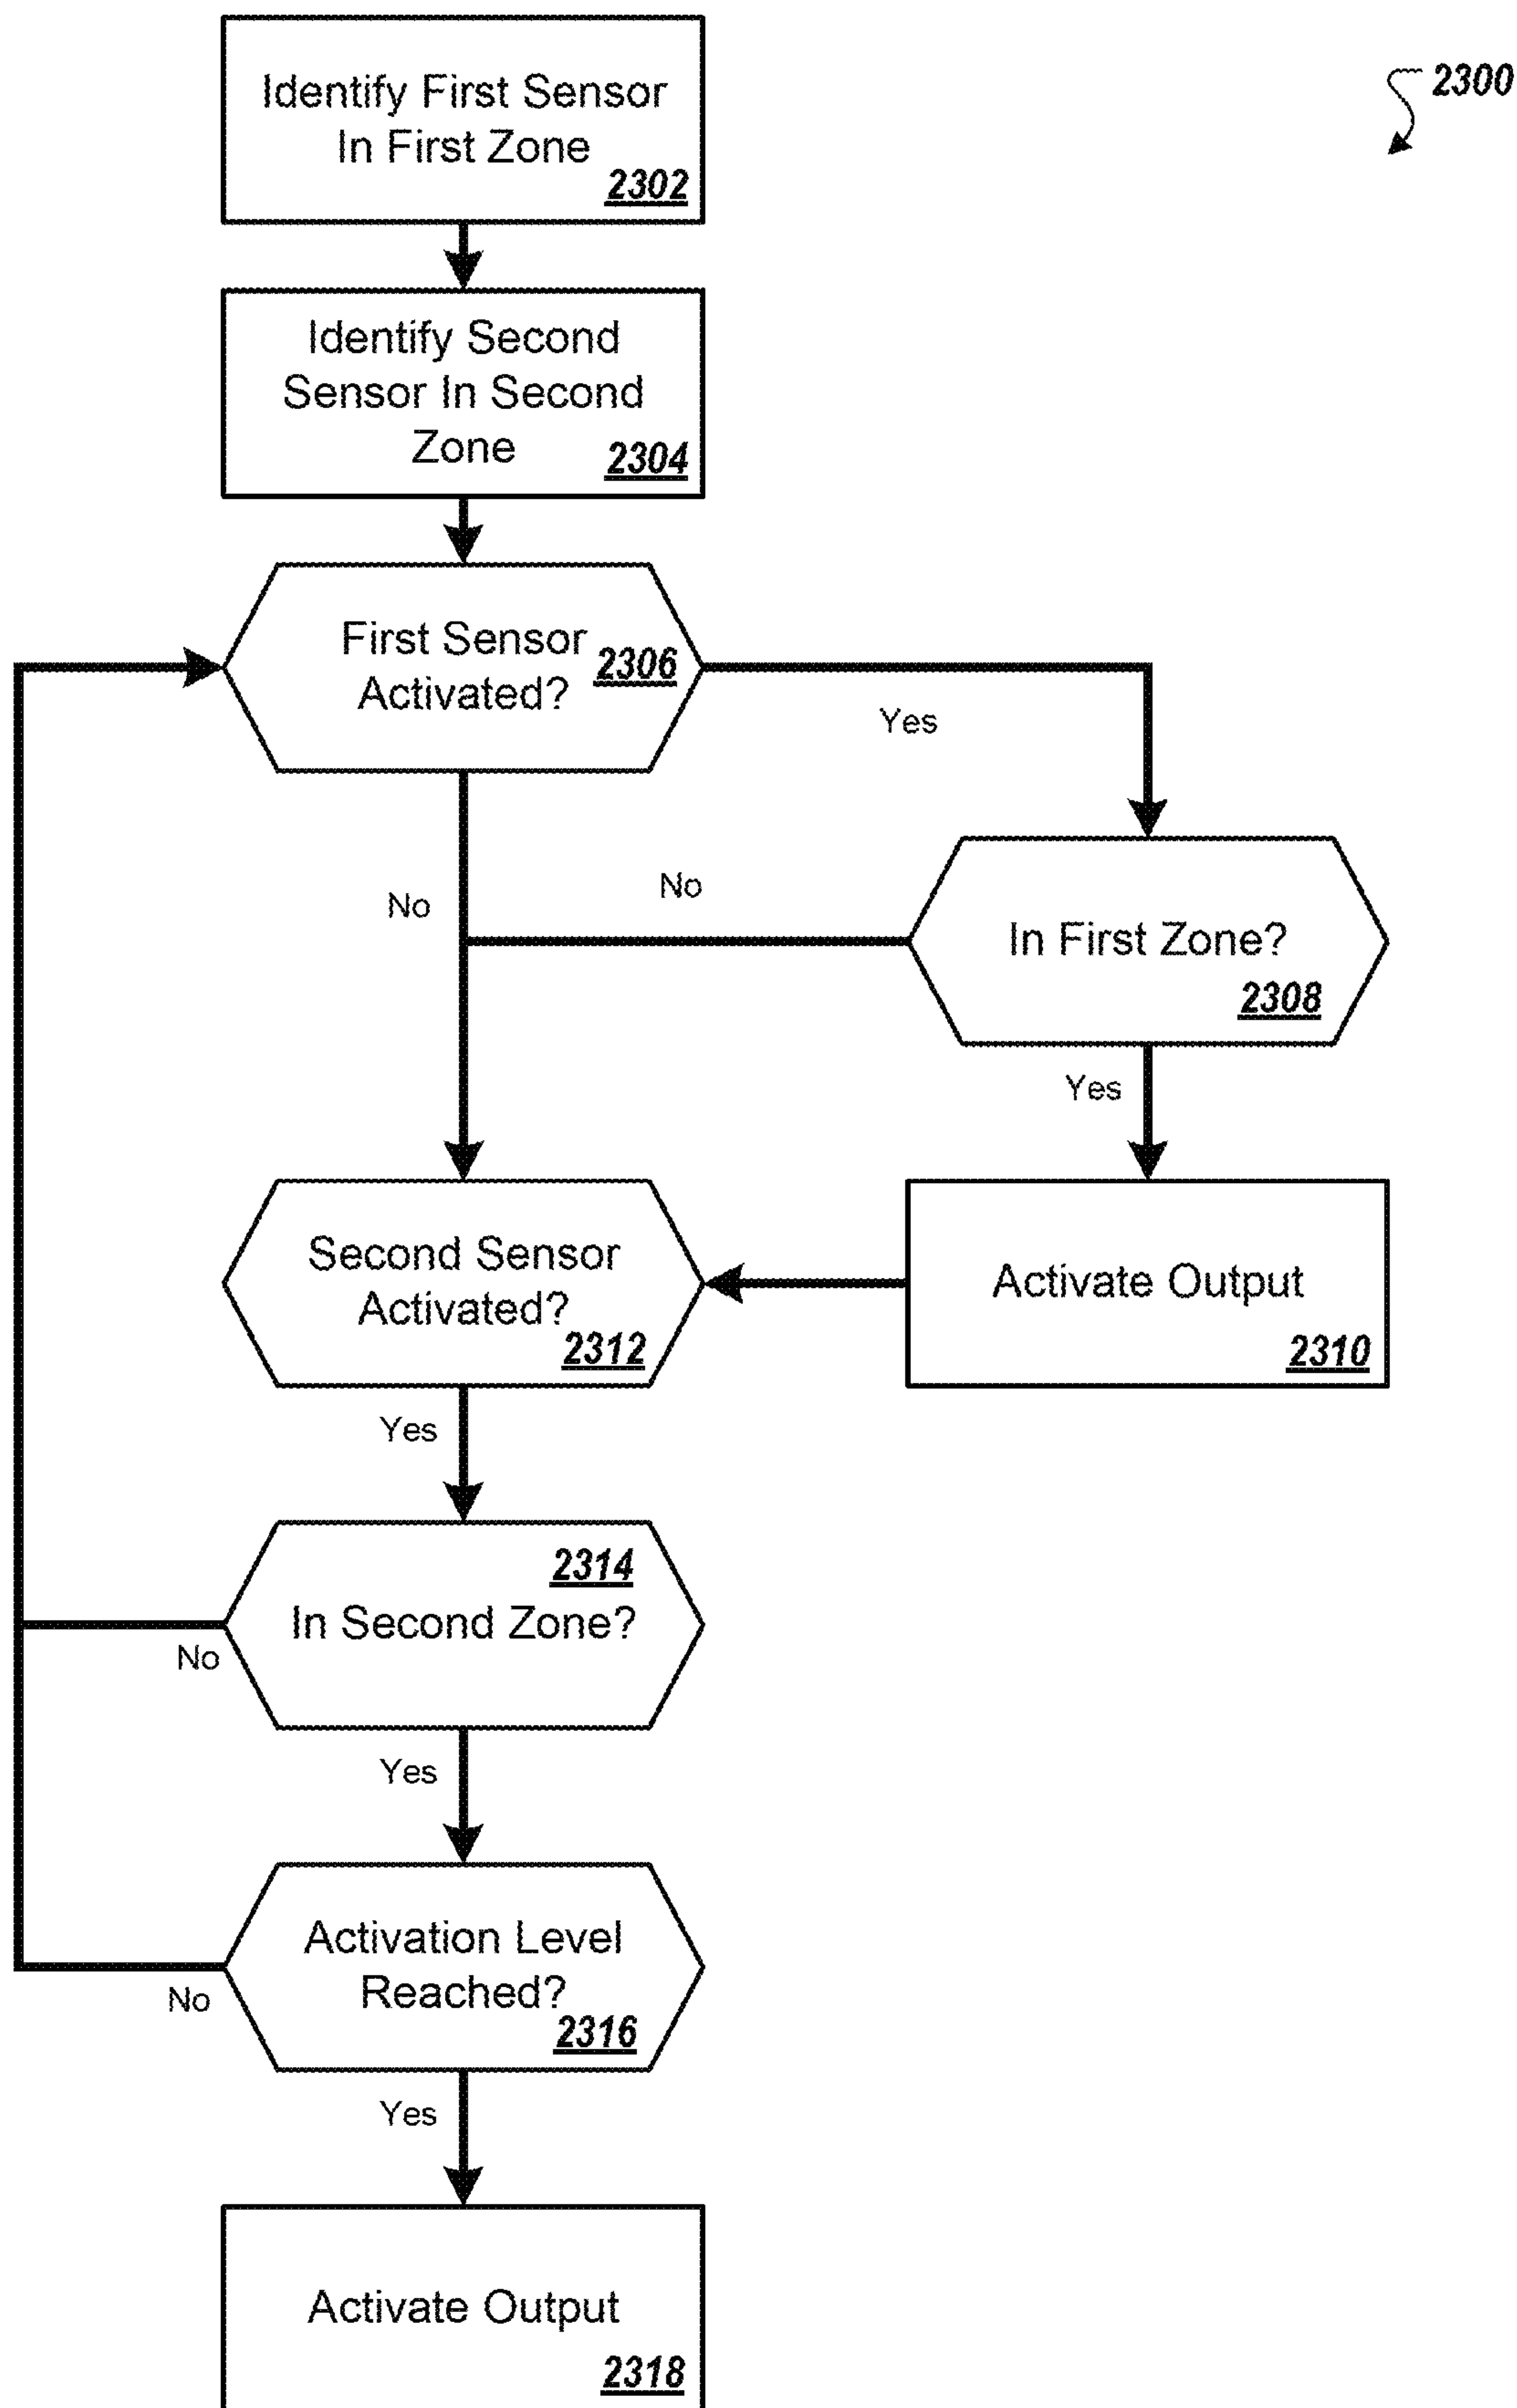 2300
Identify First Sensor
In First Zone
2302
Identify Second
Sensor In Second
Zone
2304
First Sensor
Activated?
2306
Yes
No
No
In First Zone?
2308
Yes
Second Sensor
Activated?
2312
Activate Output
2310
Yes
2314
In Second Zone?
No
Yes
Activation Level
Reached?
2316
No
Yes
Activate Output
2318